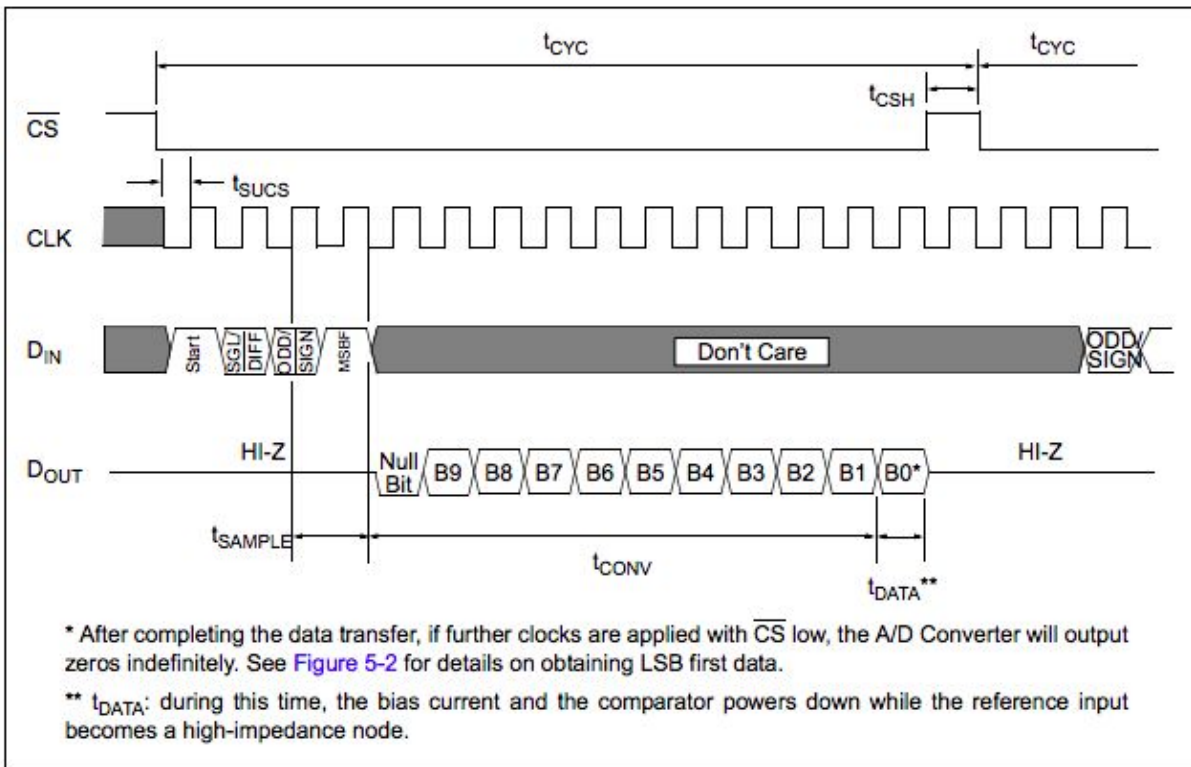 tCYC tCYC
tCSH
CS
tSUCS
CLK
DIN Start SGL/ DIFF ODD/ SIGN MSBF Don't Care ODD/ SIGN
HI-Z HI-Z
DOUT Null Bit B9 B8 B7 B6 B5 B4 B3 B2 B1 B0*
tSAMPLE
tCONV
tDATA**
* After completing the data transfer, if further clocks are applied with CS low, the A/D Converter will output
zeros indefinitely. See Figure 5-2 for details on obtaining LSB first data.
** tDATA: during this time, the bias current and the comparator powers down while the reference input
becomes a high-impedance node.